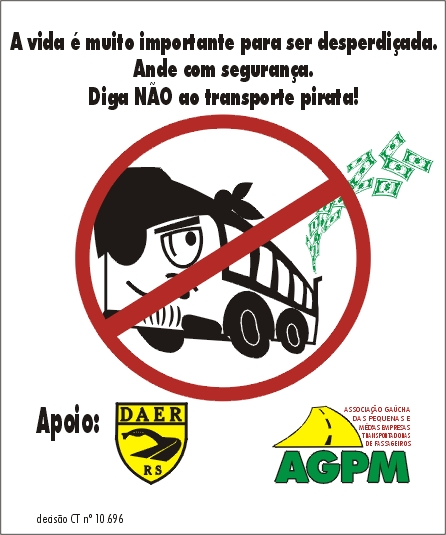 A vida é muito importante para ser desperdiçada.
Ande com segurança.
Diga NÃO ao transporte pirata!
Apoio:
DAER
RS
ASSOCIAÇÃO GAÚCHA
DAS PEQUENAS E
MÉDIAS EMPRESAS
TRANSPORTADORAS
DE PASSAGEIROS
AGPM
decisão CT nº 10.696